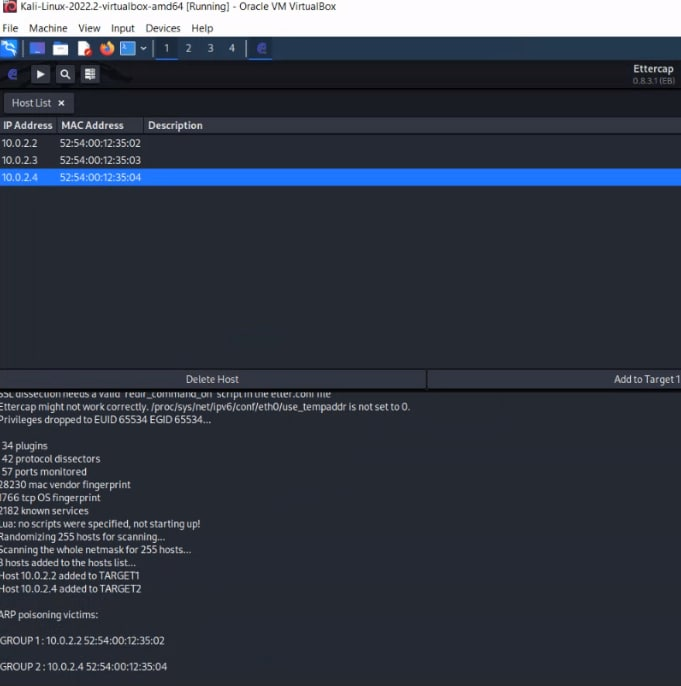 Kali-Linux-2022.2-virtualbox-amd64 [Running] - Oracle VM VirtualBox
File Machine View Input Devices Help
1 2 3 4
Ettercap
0.8.3.1 (EB)
Host List ×
IP Address MAC Address Description
10.0.2.2 52:54:00:12:35:02
10.0.2.3 52:54:00:12:35:03
10.0.2.4 52:54:00:12:35:04
Delete Host Add to Target 1
SSL dissection needs a valid 'redir_command_on' script in the etter.conf file
Ettercap might not work correctly. /proc/sys/net/ipv6/conf/eth0/use_tempaddr is not set to 0.
Privileges dropped to EUID 65534 EGID 65534...
34 plugins
42 protocol dissectors
57 ports monitored
28230 mac vendor fingerprint
1766 tcp OS fingerprint
2182 known services
Lua: no scripts were specified, not starting up!
Randomizing 255 hosts for scanning...
Scanning the whole netmask for 255 hosts...
3 hosts added to the hosts list...
Host 10.0.2.2 added to TARGET1
Host 10.0.2.4 added to TARGET2
ARP poisoning victims:
GROUP 1 : 10.0.2.2 52:54:00:12:35:02
GROUP 2 : 10.0.2.4 52:54:00:12:35:04